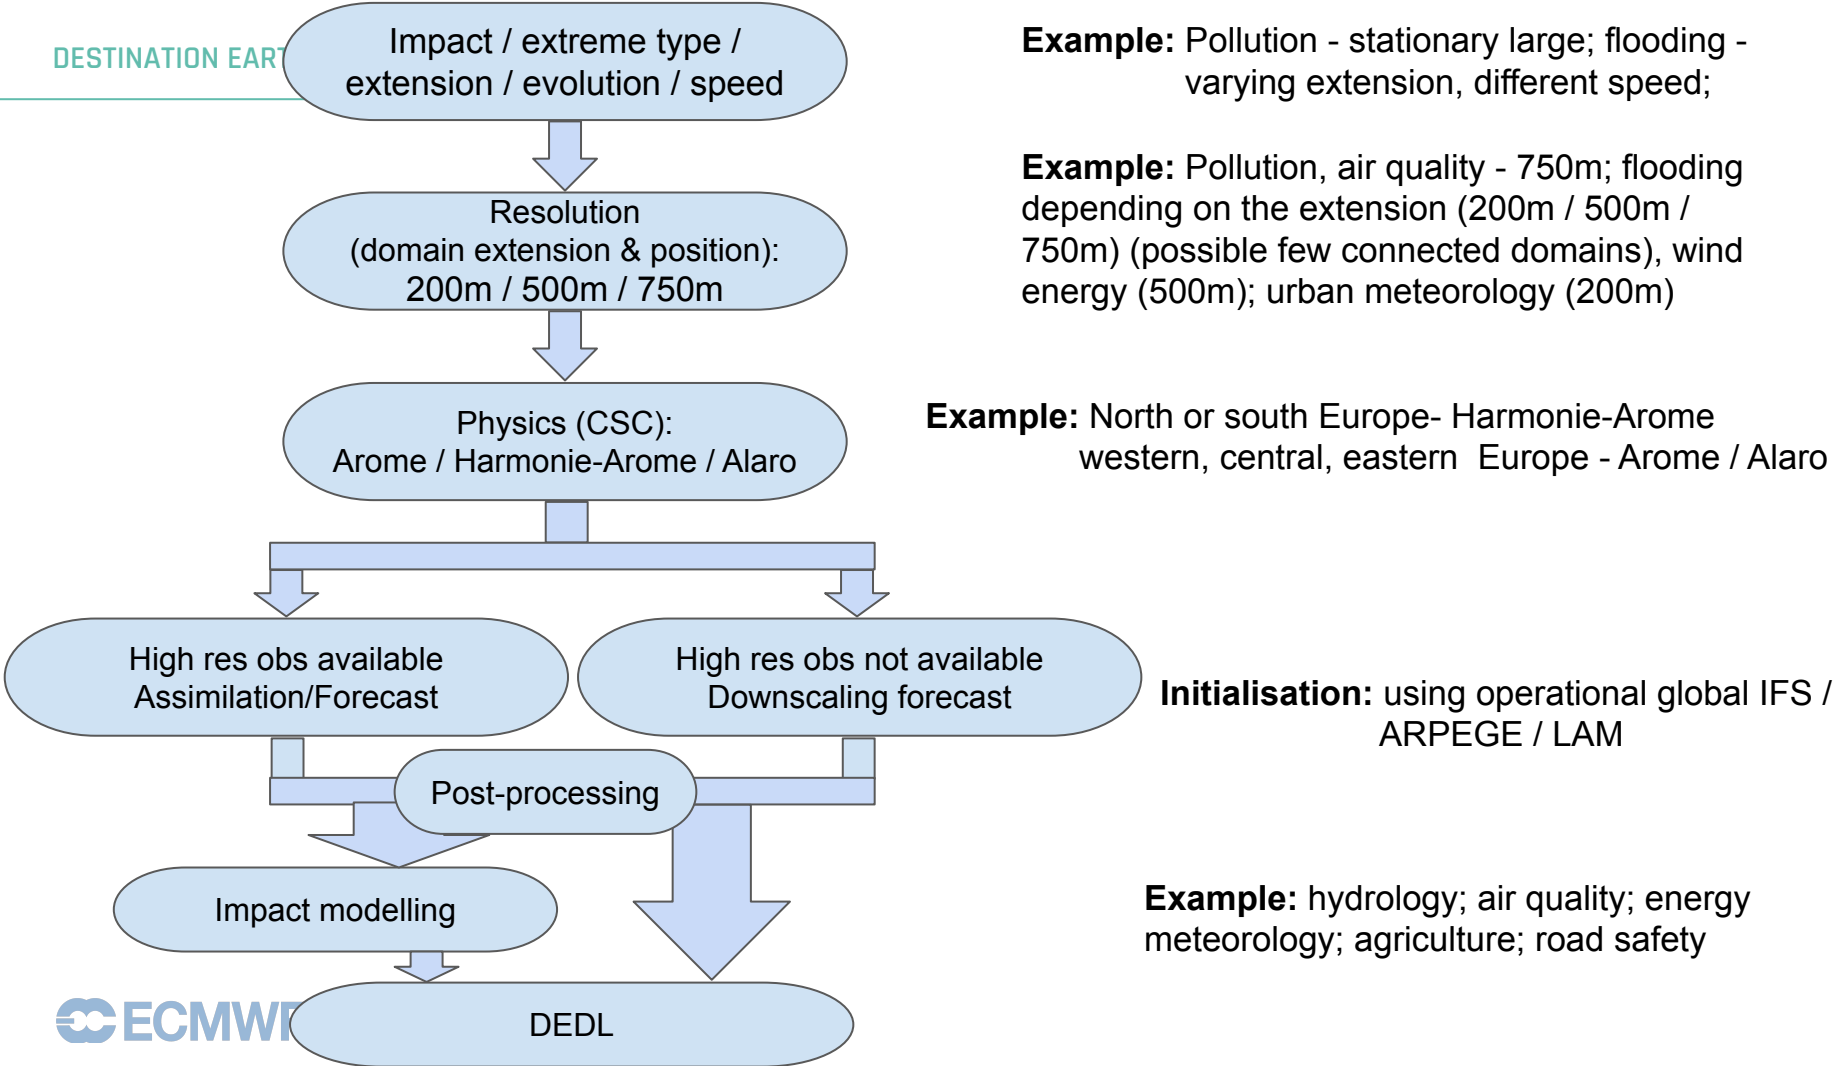 DESTINATION EAR
Impact / extreme type /
extension / evolution / speed
Example: Pollution - stationary large; flooding -
varying extension, different speed;
Resolution
(domain extension & position):
200m / 500m / 750m
Example: Pollution, air quality - 750m; flooding
depending on the extension (200m / 500m /
750m) (possible few connected domains), wind
energy (500m); urban meteorology (200m)
Physics (CSC):
Arome / Harmonie-Arome / Alaro
Example: North or south Europe- Harmonie-Arome
western, central, eastern  Europe - Arome / Alaro
High res obs available
Assimilation/Forecast
High res obs not available
Downscaling forecast
Initialisation: using operational global IFS /
ARPEGE / LAM
Post-processing
Impact modelling
Example: hydrology; air quality; energy
meteorology; agriculture; road safety
ECMWF
DEDL